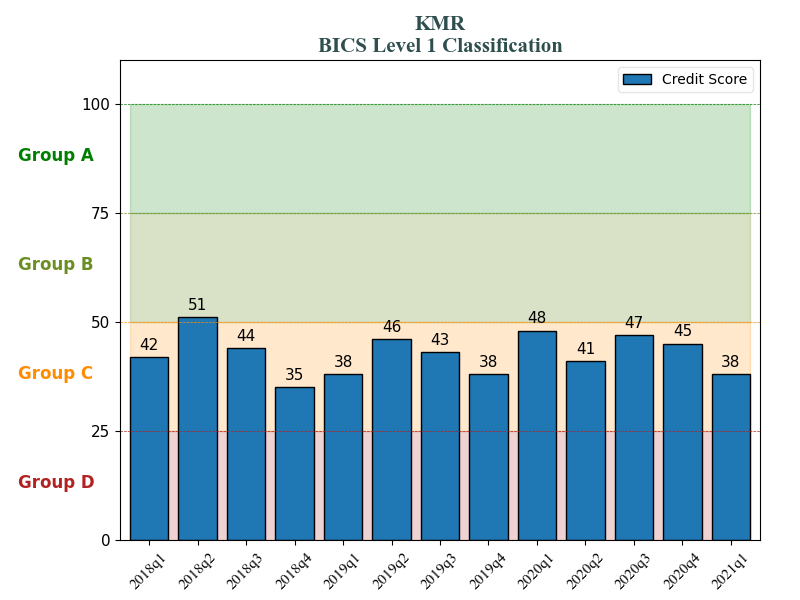 KMR
BICS Level 1 Classification
Credit Score
100
Group A
75
Group B
50
Group C
25
Group D
0
42
51
44
35
38
46
43
38
48
41
47
45
38
2018q1
2018q2
2018q3
2018q4
2019q1
2019q2
2019q3
2019q4
2020q1
2020q2
2020q3
2020q4
2021q1